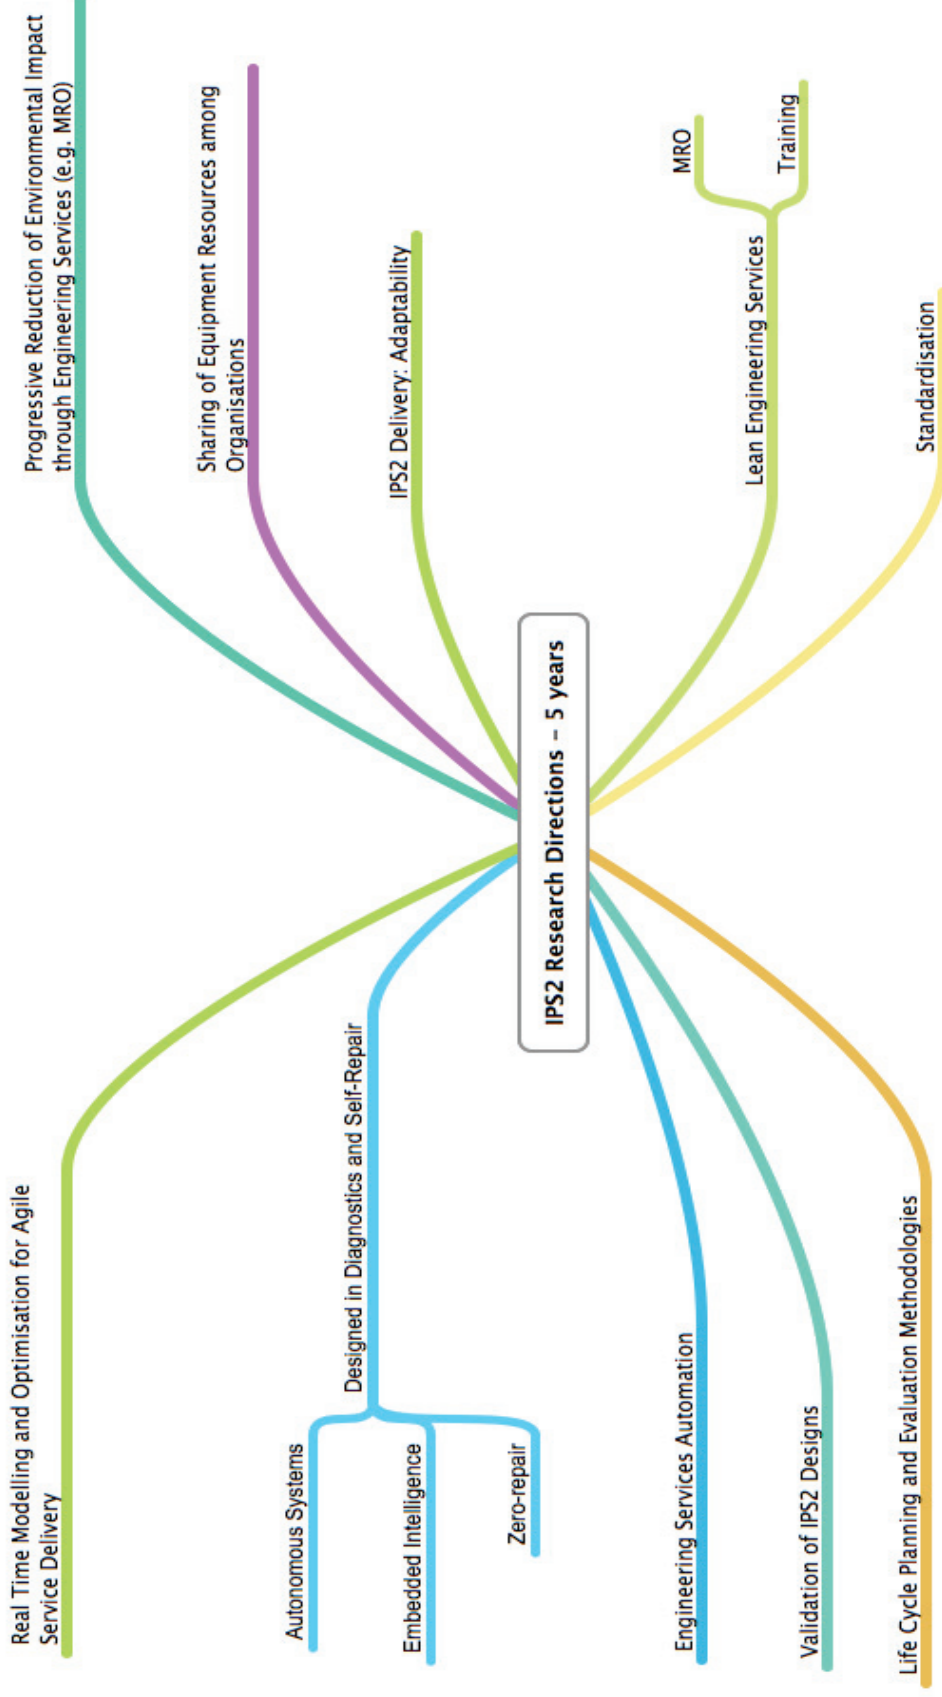 Real Time Modelling and Optimisation for Agile
Service Delivery
Designed in Diagnostics and Self-Repair
Autonomous Systems
Embedded Intelligence
Zero-repair
Engineering Services Automation
Validation of IPS2 Designs
Life Cycle Planning and Evaluation Methodologies
IPS2 Research Directions – 5 years
Progressive Reduction of Environmental Impact
through Engineering Services (e.g. MRO)
Sharing of Equipment Resources among
Organisations
IPS2 Delivery: Adaptability
Lean Engineering Services
MRO
Training
Standardisation